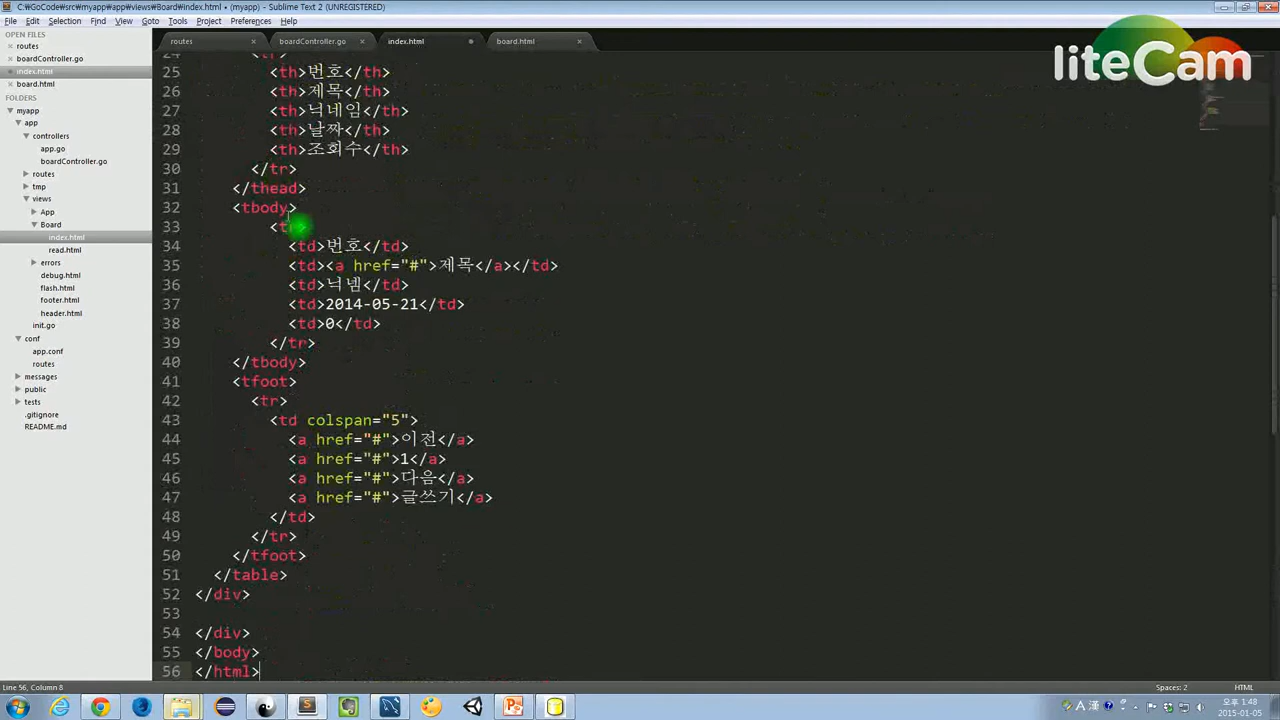 C:₩GoCode₩src₩myapp₩app₩views₩Board₩index.html • (myapp) - Sublime Text 2 (UNREGISTERED)
File Edit Selection Find View Goto Tools Project Preferences Help
OPEN FILES
routes
boardController.go
index.html
board.html
FOLDERS
myapp
app
controllers
app.go
boardController.go
routes
tmp
views
App
Board
index.html
read.html
errors
debug.html
flash.html
footer.html
header.html
init.go
conf
app.conf
routes
messages
public
tests
.gitignore
README.md
routes boardController.go index.html board.html
liteCam
24 <tr>
25 <th>번호</th>
26 <th>제목</th>
27 <th>닉네임</th>
28 <th>날짜</th>
29 <th>조회수</th>
30 </tr>
31 </thead>
32 <tbody>
33 <tr>
34 <td>번호</td>
35 <td><a href="#">제목</a></td>
36 <td>닉넴</td>
37 <td>2014-05-21</td>
38 <td>0</td>
39 </tr>
40 </tbody>
41 <tfoot>
42 <tr>
43 <td colspan="5">
44 <a href="#">이전</a>
45 <a href="#">1</a>
46 <a href="#">다음</a>
47 <a href="#">글쓰기</a>
48 </td>
49 </tr>
50 </tfoot>
51 </table>
52 </div>
53
54 </div>
55 </body>
56 </html>
Line 56, Column 8 Spaces: 2 HTML
A 漢 오후 1:48
2015-01-05